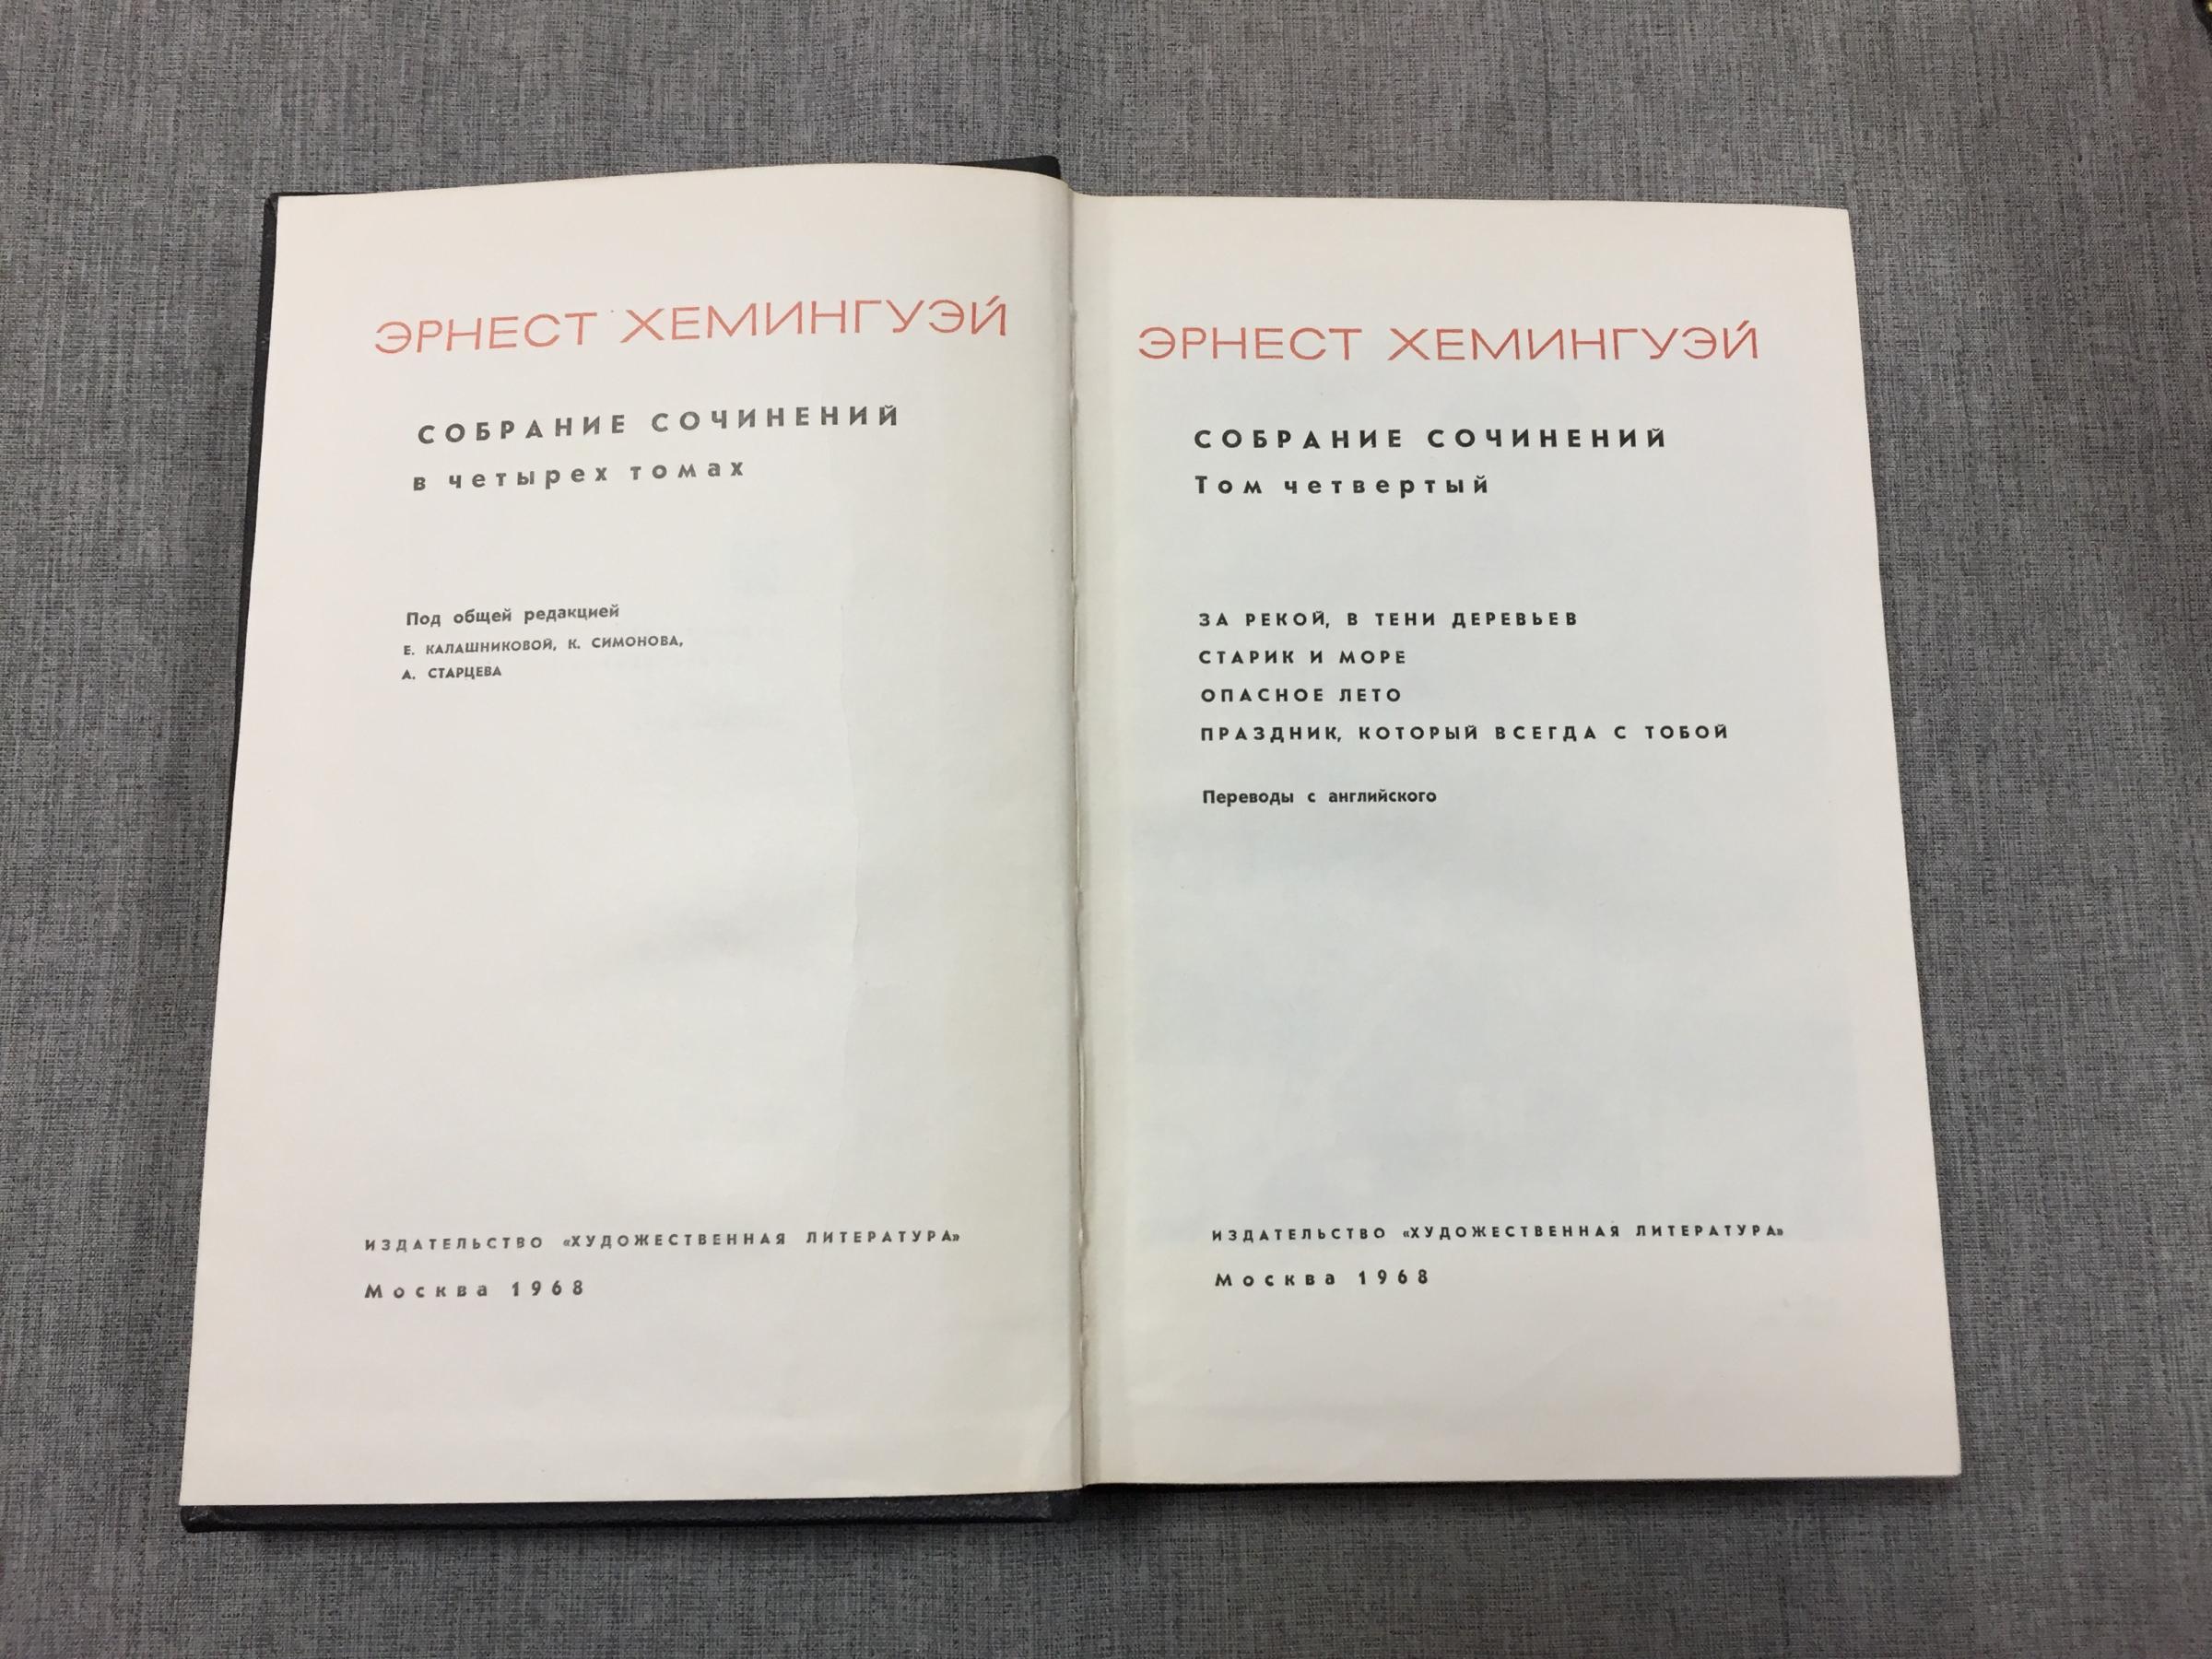 ЭРНЕСТ ХЕМИНГУЭЙ
СОБРАНИЕ СОЧИНЕНИЙ
в четырех томах
Под общей редакцией
Е. КАЛАШНИКОВОЙ, К. СИМОНОВА,
А. СТАРЦЕВА
ИЗДАТЕЛЬСТВО «ХУДОЖЕСТВЕННАЯ ЛИТЕРАТУРА»
Москва 1968
ЭРНЕСТ ХЕМИНГУЭЙ
СОБРАНИЕ СОЧИНЕНИЙ
Том четвертый
ЗА РЕКОЙ, В ТЕНИ ДЕРЕВЬЕВ
СТАРИК И МОРЕ
ОПАСНОЕ ЛЕТО
ПРАЗДНИК, КОТОРЫЙ ВСЕГДА С ТОБОЙ
Переводы с английского
ИЗДАТЕЛЬСТВО «ХУДОЖЕСТВЕННАЯ ЛИТЕРАТУРА»
Москва 1968